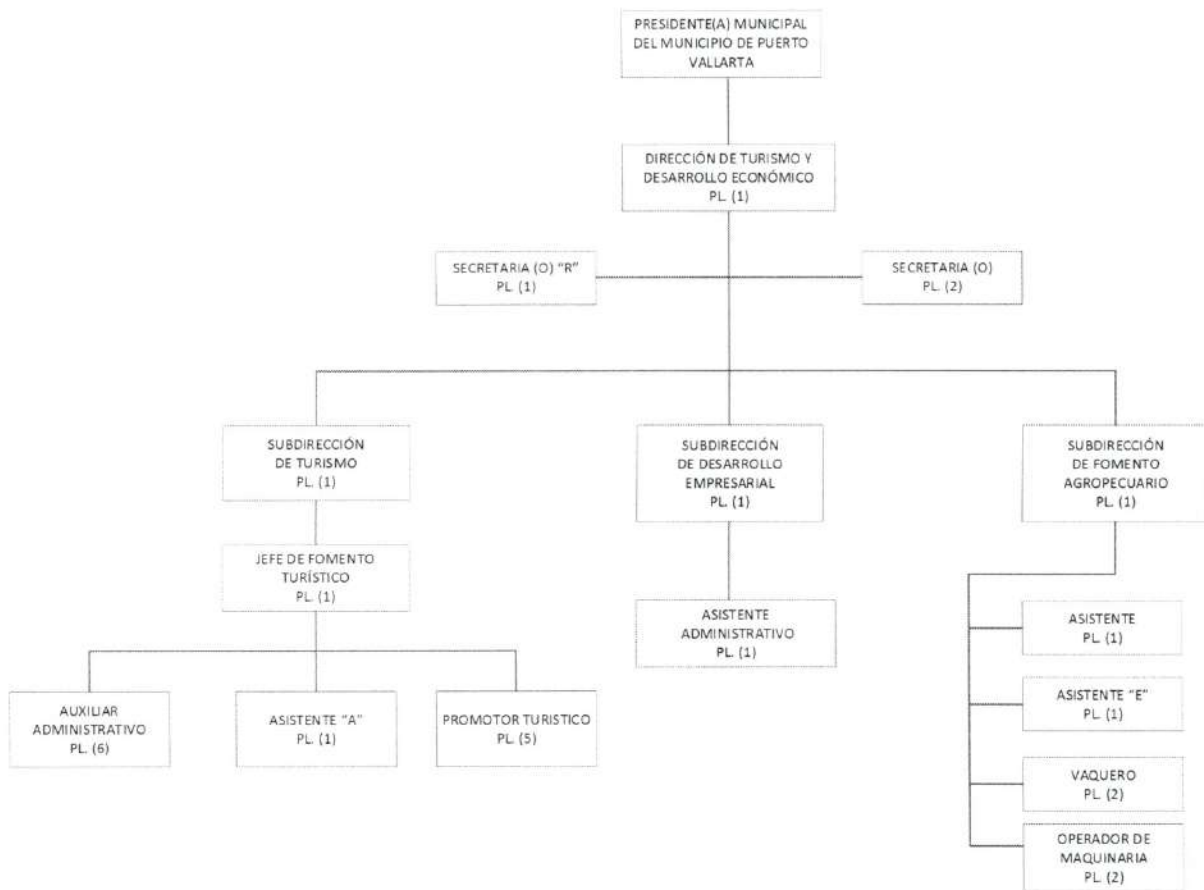 PRESIDENTE(A) MUNICIPAL
DEL MUNICIPIO DE PUERTO
VALLARTA
DIRECCIÓN DE TURISMO Y
DESARROLLO ECONÓMICO
PL. (1)
SECRETARIA (O) "R"
PL. (1)
SECRETARIA (O)
PL. (2)
SUBDIRECCIÓN
DE TURISMO
PL. (1)
SUBDIRECCIÓN
DE DESARROLLO
EMPRESARIAL
PL. (1)
SUBDIRECCIÓN
DE FOMENTO
AGROPECUARIO
PL. (1)
JEFE DE FOMENTO
TURÍSTICO
PL. (1)
ASISTENTE
ADMINISTRATIVO
PL. (1)
AUXILIAR
ADMINISTRATIVO
PL. (6)
ASISTENTE "A"
PL. (1)
PROMOTOR TURISTICO
PL. (5)
ASISTENTE
PL. (1)
ASISTENTE "E"
PL. (1)
VAQUERO
PL. (2)
OPERADOR DE
MAQUINARIA
PL. (2)